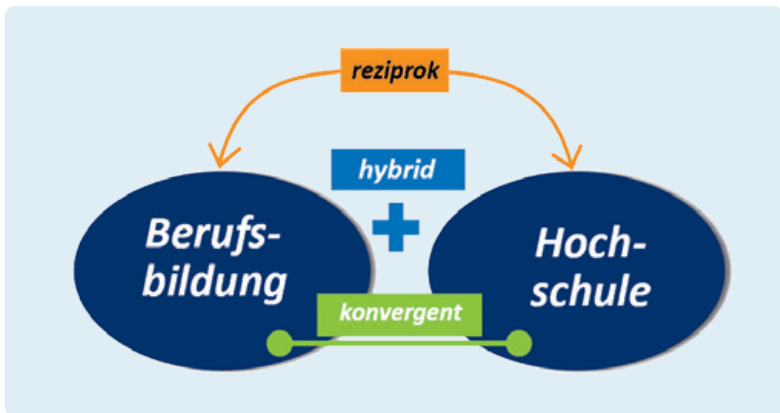 reziprok
hybrid
Berufs-
bildung
Hoch-
schule
konvergent